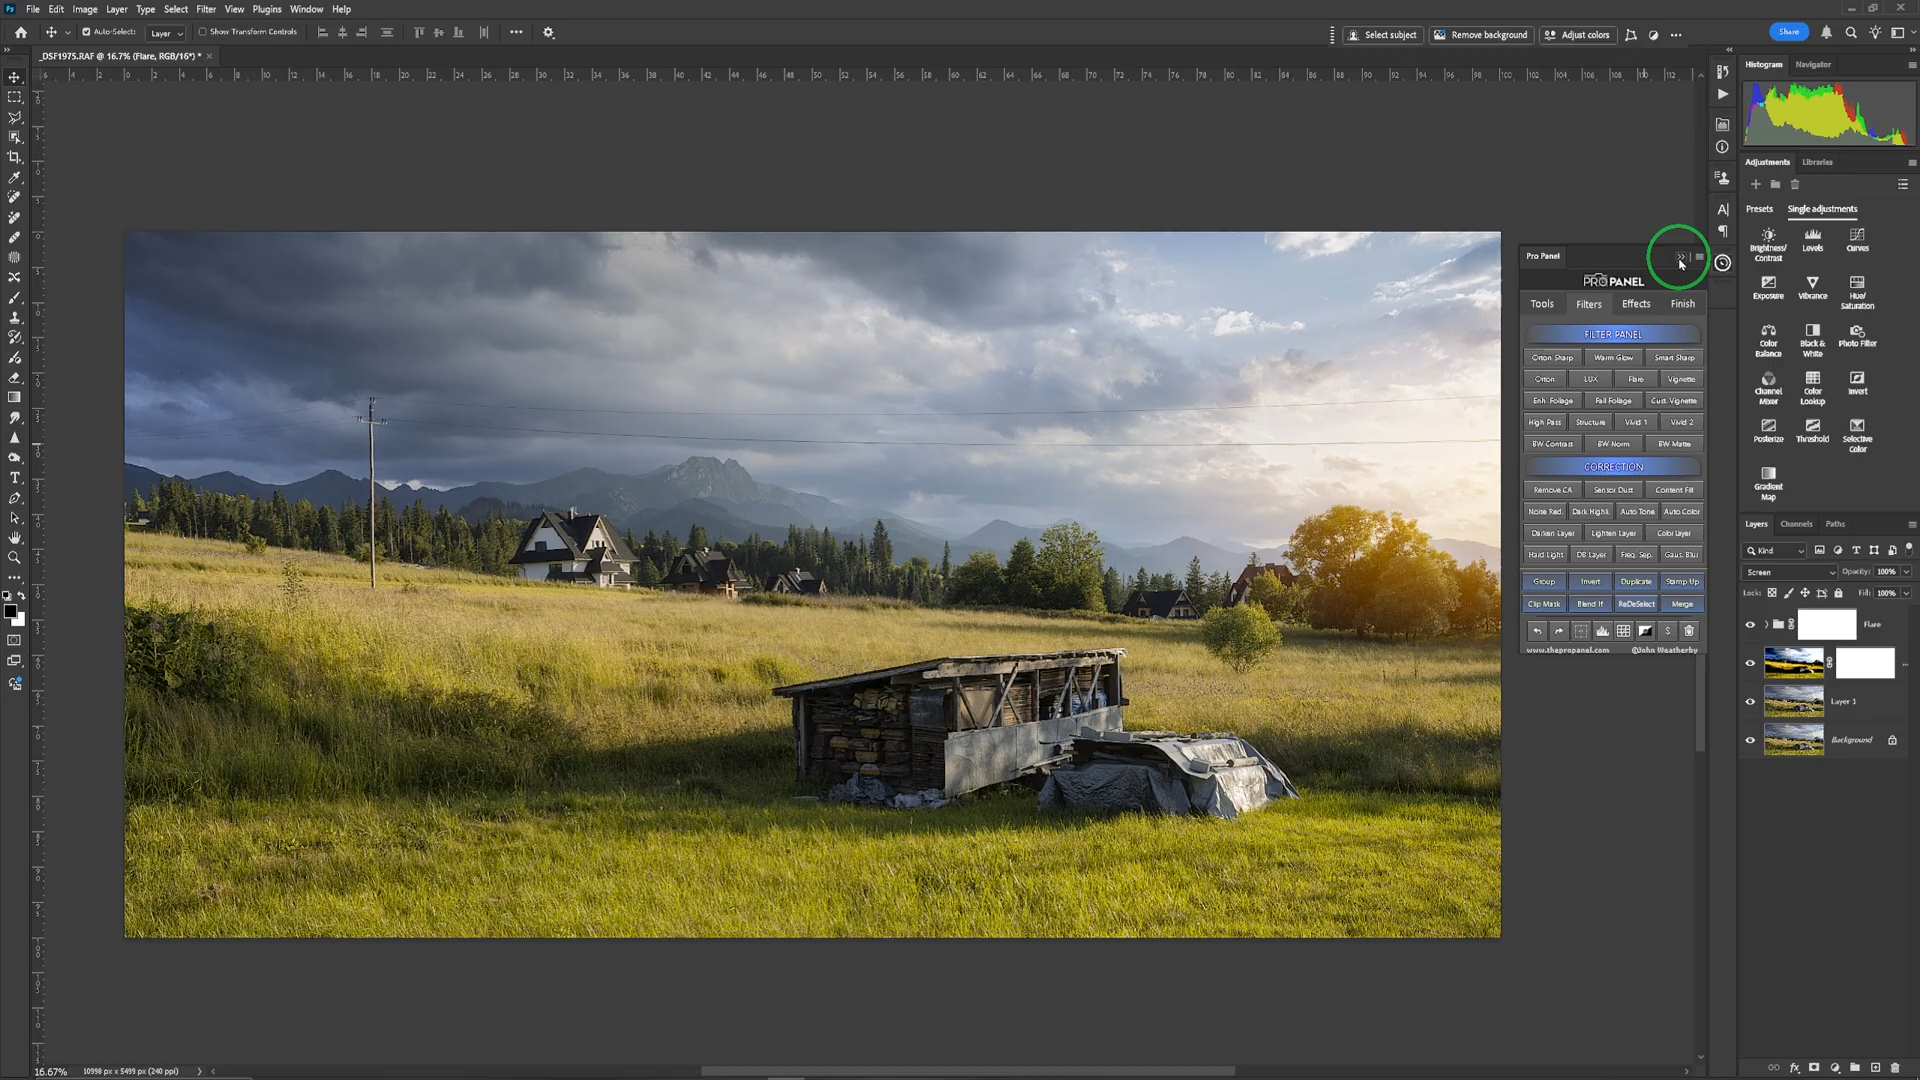 Ps File Edit Image Layer Type Select Filter View Plugins Window Help
Auto-Select: Layer Show Transform Controls Select subject Remove background Adjust colors Share
_DSF1975.RAF @ 16.7% (Flare, RGB/16*) *
Histogram Navigator
Adjustments Libraries
Presets Single adjustments
Brightness/
Contrast
Levels
Curves
Exposure
Vibrance
Hue/
Saturation
Color
Balance
Black &
White
Photo Filter
Channel
Mixer
Color
Lookup
Invert
Posterize
Threshold
Selective
Color
Gradient
Map
Pro Panel
PRO PANEL
Tools Filters Effects Finish
FILTER PANEL
Orton Sharp Warm Glow Smart Sharp
Orton LUX Flare Vignette
Enh. Foliage Fall Foliage Cust. Vignette
High Pass Structure Vivid 1 Vivid 2
BW Contrast BW Norm BW Matte
CORRECTION
Remove CA Sensor Dust Content Fill
Noise Red. Dark Highli. Auto Tone Auto Color
Darken Layer Lighten Layer Color Layer
Hard Light DB Layer Freq. Sep. Gaus. Blur
Group Invert Duplicate Stamp Up
Clip Mask Blend If ReDeSelect Merge
S
www.thepropanel.com ©John Weatherby
Layers Channels Paths
Kind
Screen Opacity: 100%
Lock: Fill: 100%
Flare
Layer 1
Background
16.67% 10998 px x 5499 px (240 ppi)